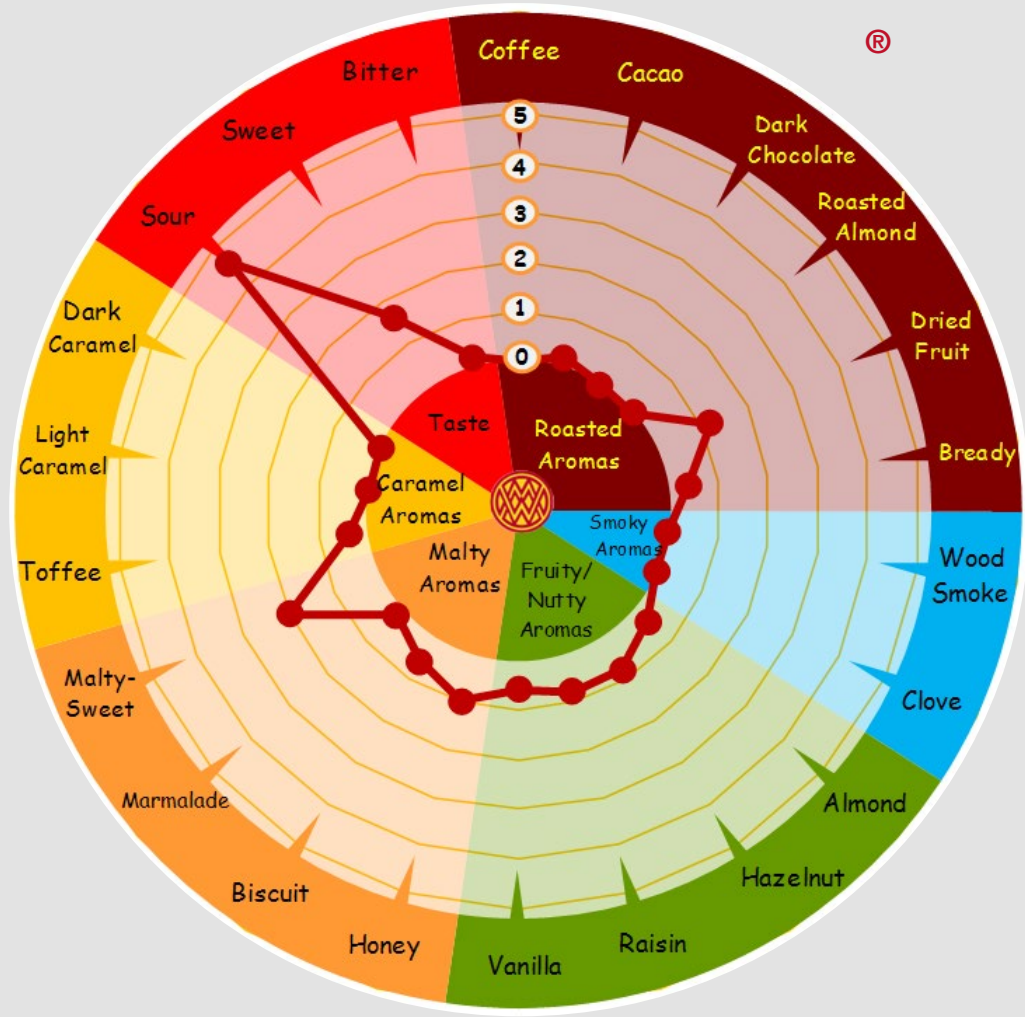 ®
Coffee
Cacao
Dark
Chocolate
Roasted
Almond
Dried
Fruit
Bready
Wood
Smoke
Clove
Almond
Hazelnut
Raisin
Vanilla
Honey
Biscuit
Marmalade
Malty-
Sweet
Toffee
Light
Caramel
Dark
Caramel
Sour
Sweet
Bitter
5
4
3
2
1
0
Taste
Roasted
Aromas
Smoky
Aromas
Fruity/
Nutty
Aromas
Malty
Aromas
Caramel
Aromas